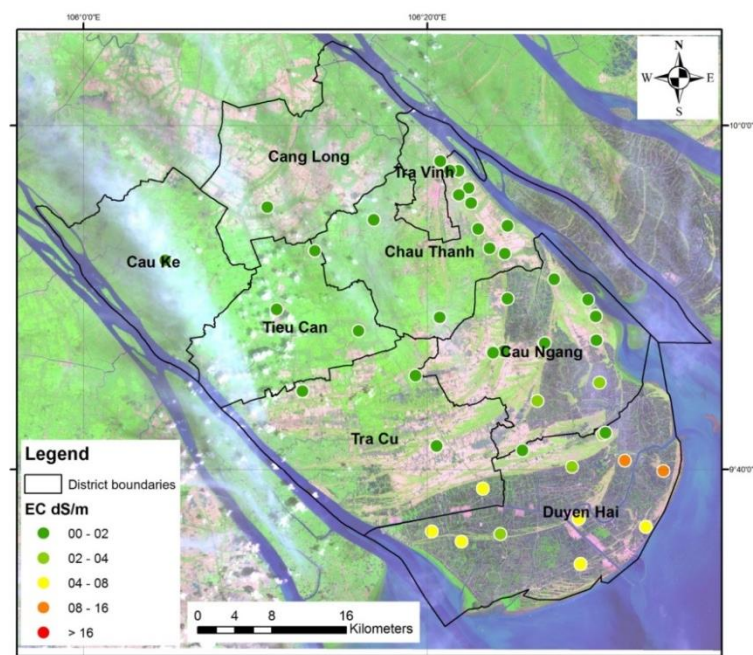 106°0'0"E
106°20'0"E
N
W
E
S
10°0'0"N
Cang Long
Tra Vinh
Cau Ke
Chau Thanh
Tieu Can
Cau Ngang
Tra Cu
9°40'0"N
Duyen Hai
Legend
District boundaries
EC dS/m
00 - 02
02 - 04
04 - 08
08 - 16
> 16
0 4 8 16
Kilometers